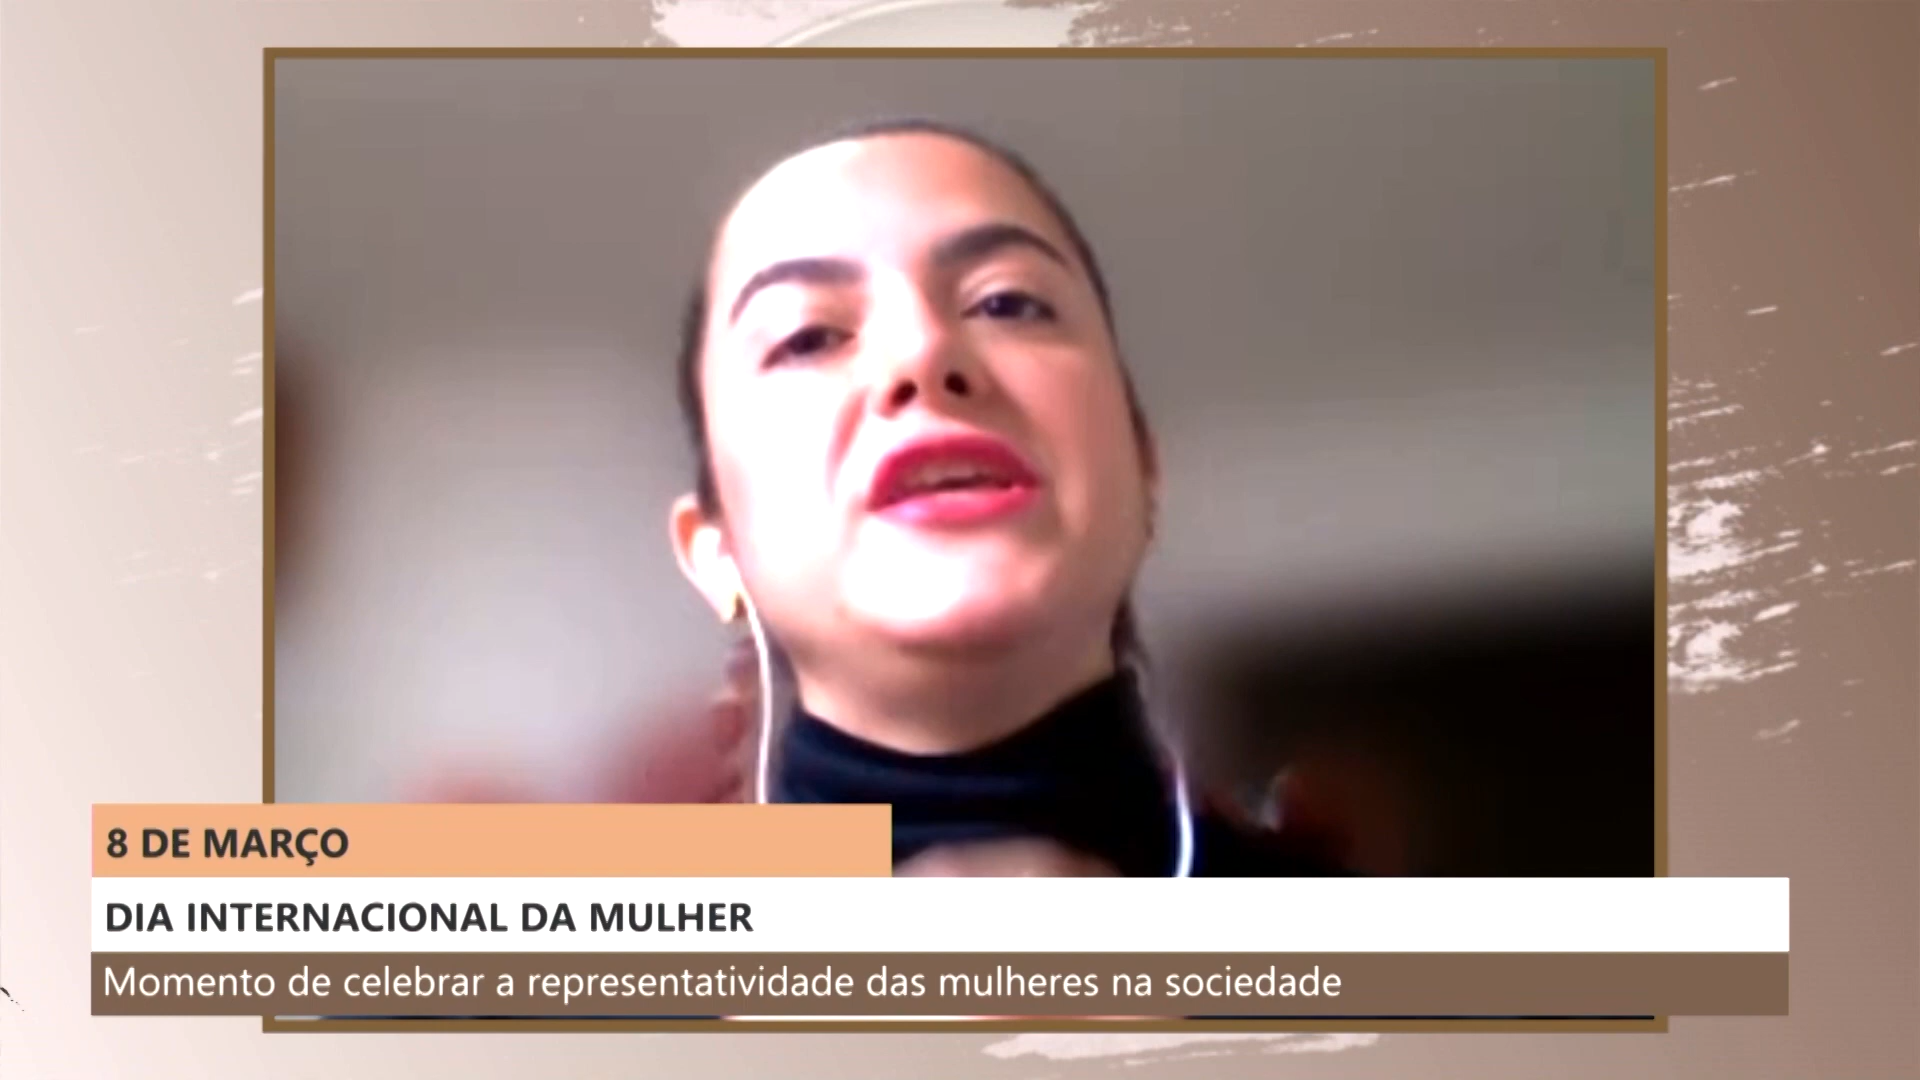 8 DE MARÇO
DIA INTERNACIONAL DA MULHER
Momento de celebrar a representatividade das mulheres na sociedade